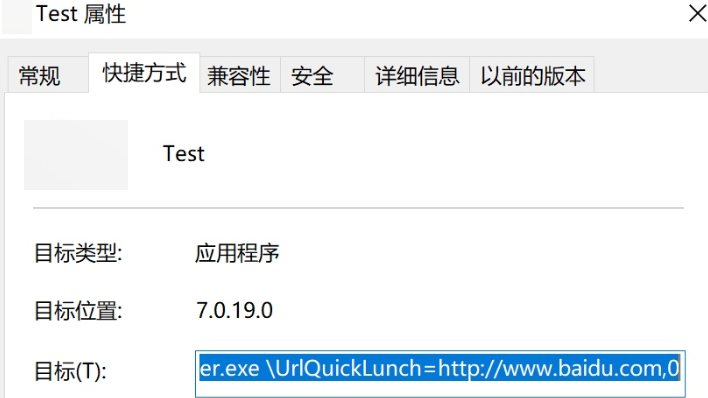 Test 属性
常规 快捷方式 兼容性 安全 详细信息 以前的版本
Test
目标类型: 应用程序
目标位置: 7.0.19.0
目标(T): er.exe \UrlQuickLunch=http://www.baidu.com,0